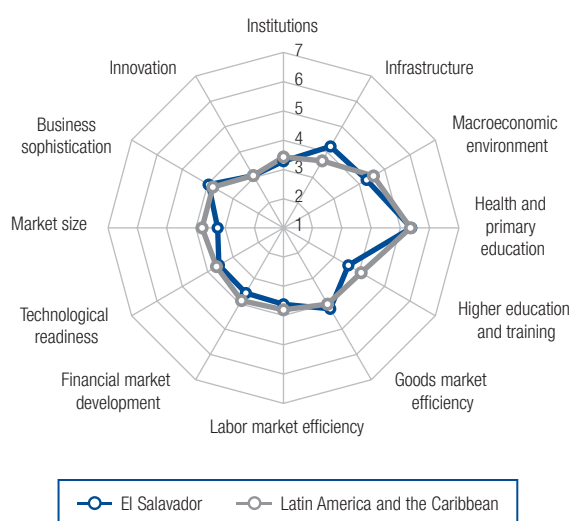 Institutions
7
6
5
4
3
2
1
Infrastructure
Macroeconomic
environment
Health and
primary
education
Higher education
and training
Goods market
efficiency
Labor market efficiency
Financial market
development
Technological
readiness
Market size
Business
sophistication
Innovation
El Salavador
Latin America and the Caribbean